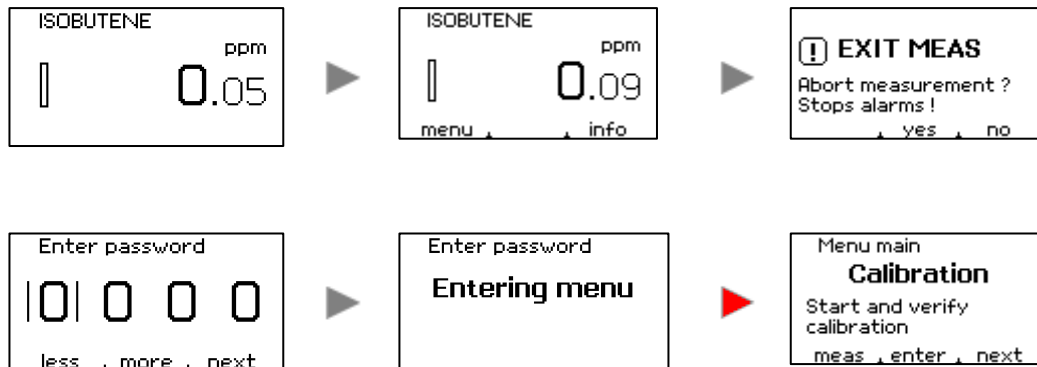 ISOBUTENE
ppm
0.05
ISOBUTENE
ppm
0.09
menu info
! EXIT MEAS
Abort measurement ?
Stops alarms !
yes no
Enter password
0 0 0 0
less more next
Enter password
Entering menu
Menu main
Calibration
Start and verify
calibration
meas enter next